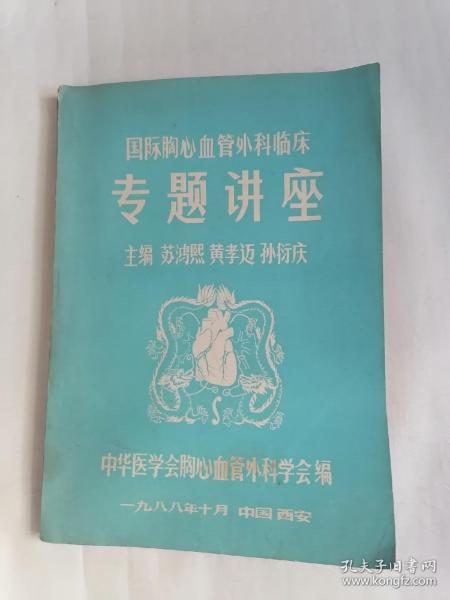 国际胸心血管外科临床
专题讲座
主编 苏鸿熙 黄孝迈 孙衍庆
中华医学会胸心血管外科学会编
一九八八年十月 中国 西安
孔夫子旧书网
www.kongfz.com